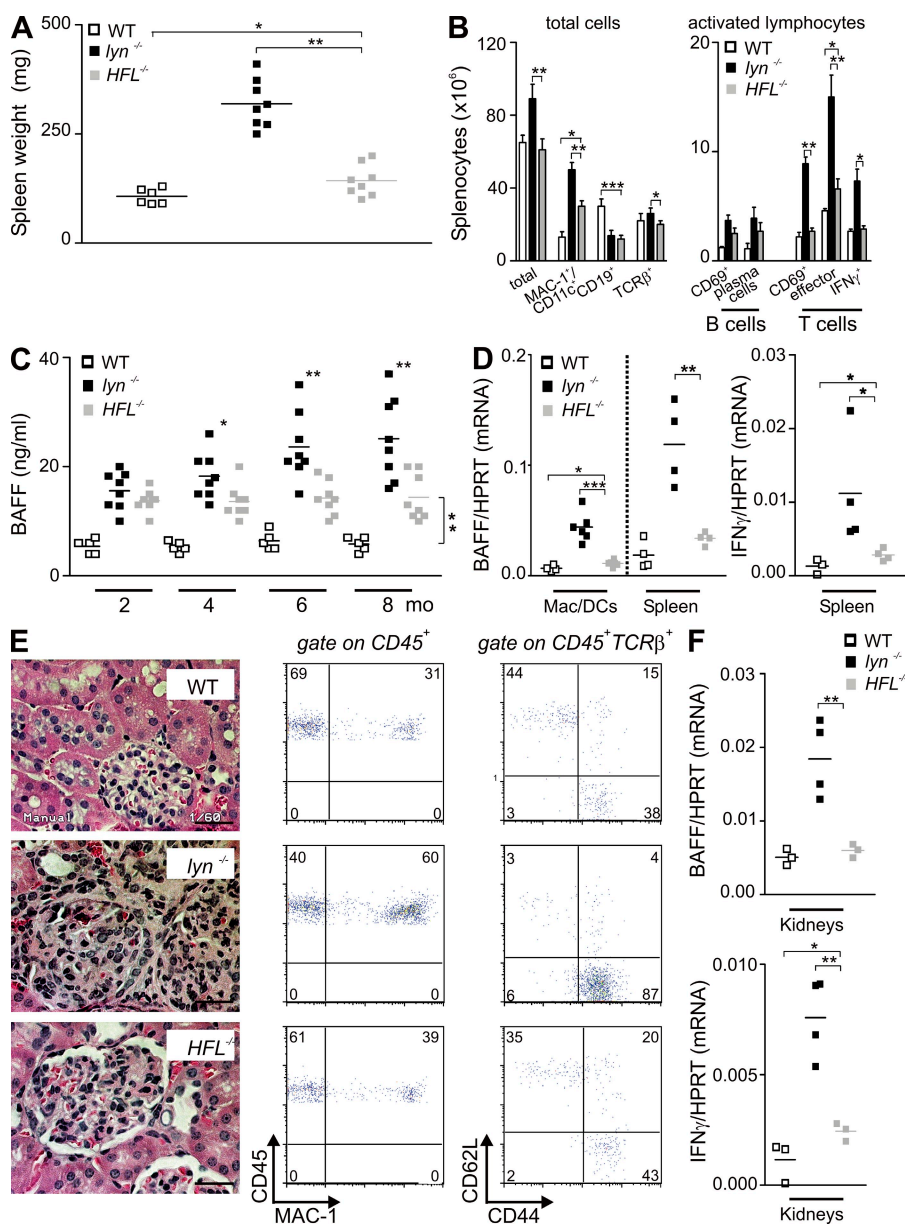 A
Spleen weight (mg)
500
250
0
WT
lyn -/-
HFL -/-
*
**
B
total cells
activated lymphocytes
Splenocytes (x10⁶)
120
80
40
0
**
*
**
***
*
total
MAC-1⁺/
CD11c⁺
CD19⁺
TCRβ⁺
20
10
0
WT
lyn -/-
HFL -/-
**
*
**
*
CD69⁺
plasma
cells
CD69⁺
effector
IFNγ⁺
B cells
T cells
C
BAFF (ng/ml)
40
20
0
WT
lyn -/-
HFL -/-
*
**
**
**
2 4 6 8 mo
D
BAFF/HPRT (mRNA)
0.2
0.1
0.0
WT
lyn -/-
HFL -/-
*
***
**
Mac/DCs
Spleen
IFNγ/HPRT (mRNA)
0.03
0.02
0.01
0.00
*
*
Spleen
E
gate on CD45⁺
gate on CD45⁺TCRβ⁺
WT
Manual 1/60
69 31
0 0
44 15
1
3 38
lyn -/-
40 60
0 0
3 4
6 87
HFL -/-
61 39
0 0
35 20
2 43
CD45
MAC-1
CD62L
CD44
F
WT
lyn -/-
HFL -/-
BAFF/HPRT (mRNA)
0.03
0.02
0.01
0.00
**
Kidneys
IFNγ/HPRT (mRNA)
0.010
0.005
0.000
*
**
Kidneys